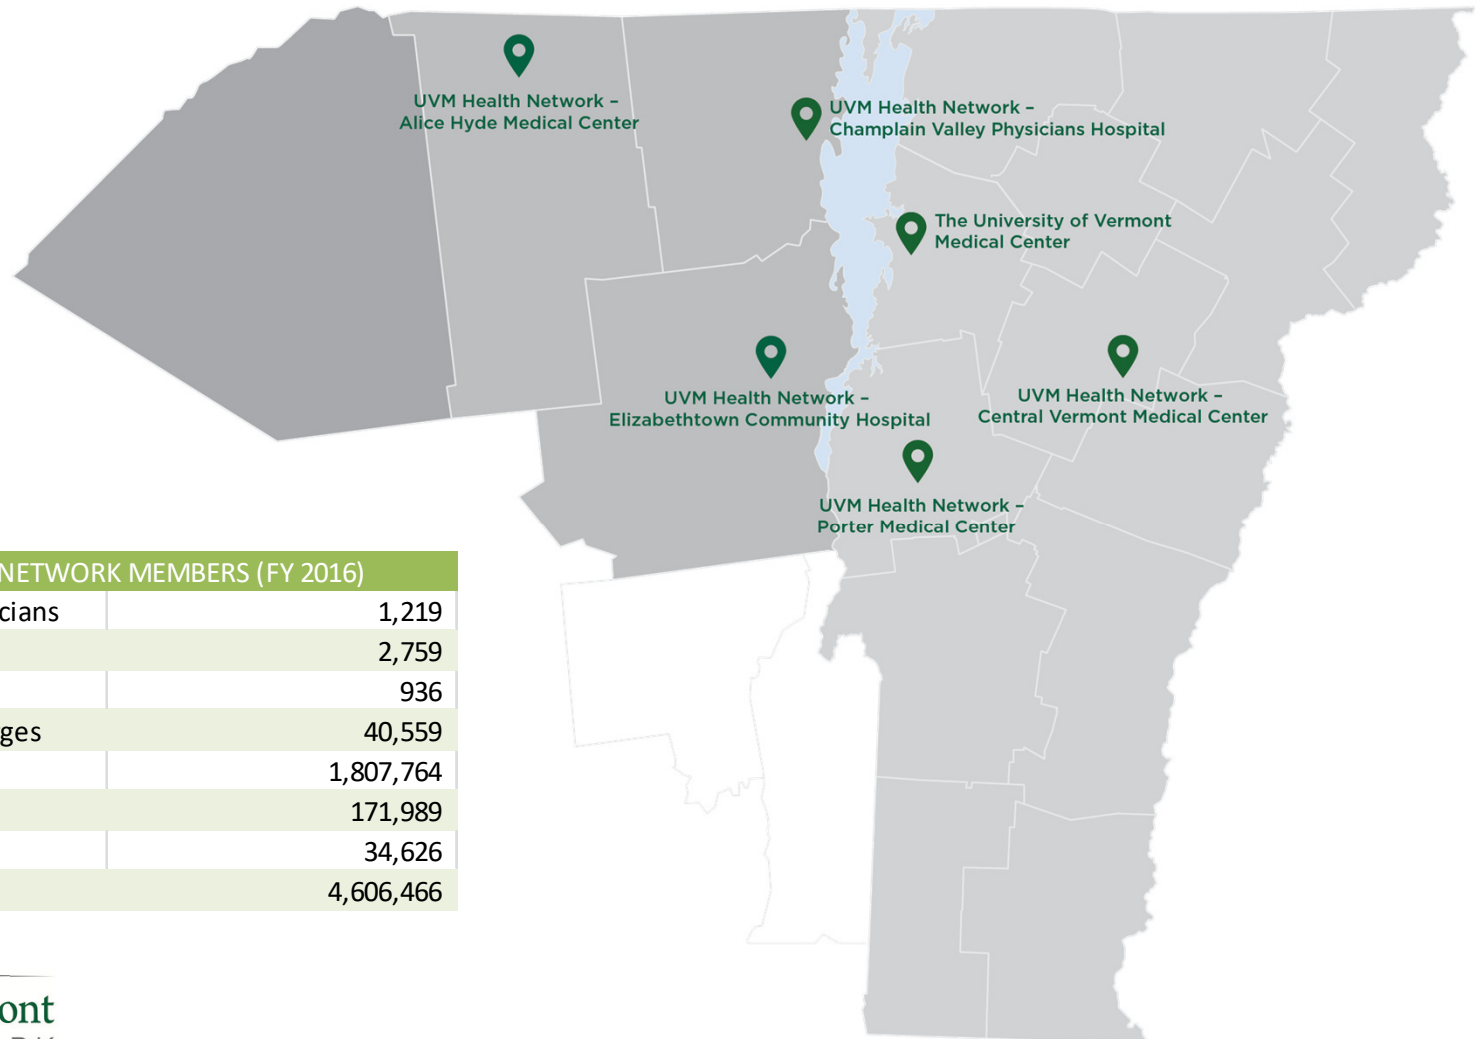 UVM Health Network –
Alice Hyde Medical Center
UVM Health Network –
Champlain Valley Physicians Hospital
The University of Vermont
Medical Center
UVM Health Network –
Elizabethtown Community Hospital
UVM Health Network –
Central Vermont Medical Center
UVM Health Network –
Porter Medical Center
NETWORK MEMBERS (FY 2016)
cians 1,219
2,759
936
ges 40,559
1,807,764
171,989
34,626
4,606,466
ont